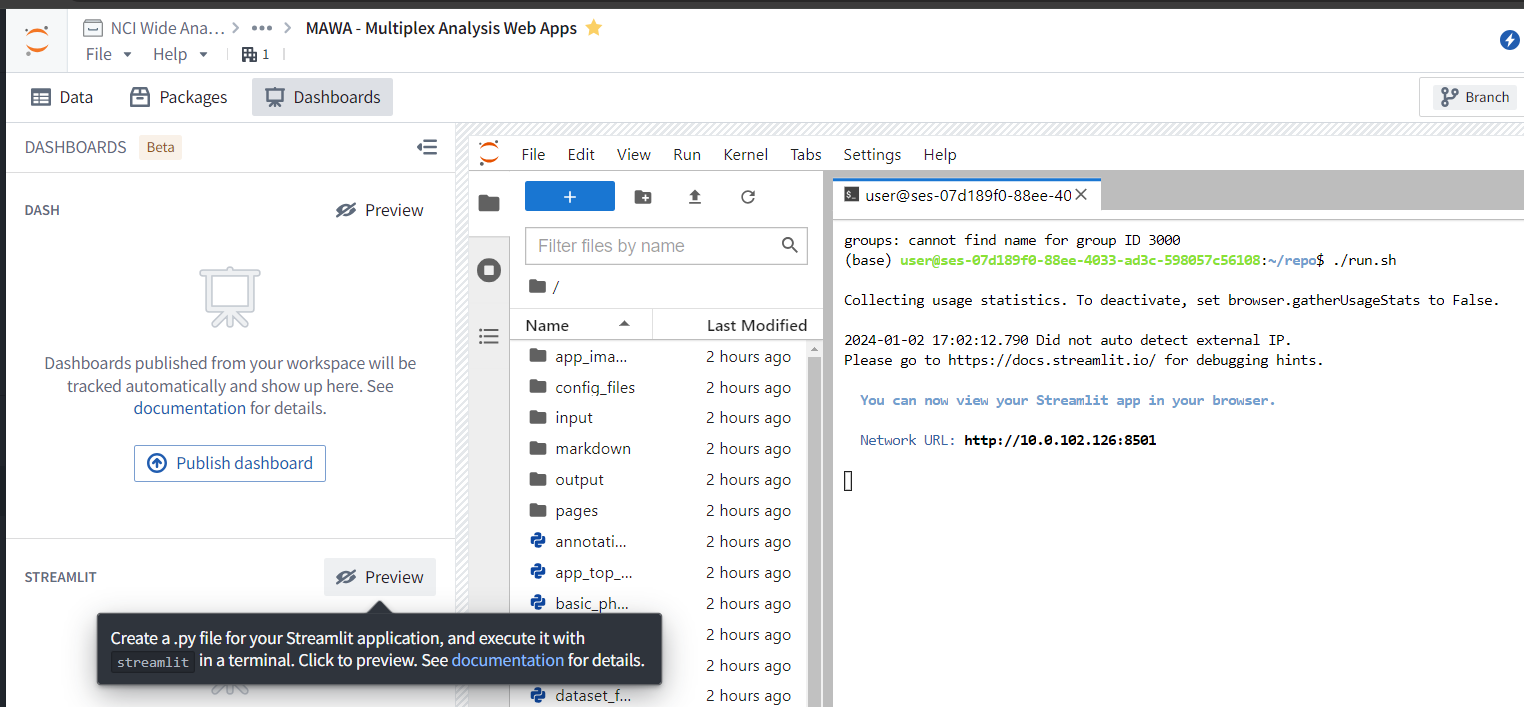 NCI Wide Ana... > ••• > MAWA - Multiplex Analysis Web Apps
File Help 1
Data Packages Dashboards
Branch
DASHBOARDS Beta
DASH Preview
Dashboards published from your workspace will be
tracked automatically and show up here. See
documentation for details.
Publish dashboard
STREAMLIT Preview
Create a .py file for your Streamlit application, and execute it with
streamlit in a terminal. Click to preview. See documentation for details.
File Edit View Run Kernel Tabs Settings Help
+
Filter files by name
/
Name Last Modified
app_ima... 2 hours ago
config_files 2 hours ago
input 2 hours ago
markdown 2 hours ago
output 2 hours ago
pages 2 hours ago
annotati... 2 hours ago
app_top_... 2 hours ago
basic_ph... 2 hours ago
2 hours ago
2 hours ago
dataset_f... 2 hours ago
user@ses-07d189f0-88ee-40
groups: cannot find name for group ID 3000
(base) user@ses-07d189f0-88ee-4033-ad3c-598057c56108:~/repo$ ./run.sh
Collecting usage statistics. To deactivate, set browser.gatherUsageStats to False.
2024-01-02 17:02:12.790 Did not auto detect external IP.
Please go to https://docs.streamlit.io/ for debugging hints.
You can now view your Streamlit app in your browser.
Network URL: http://10.0.102.126:8501